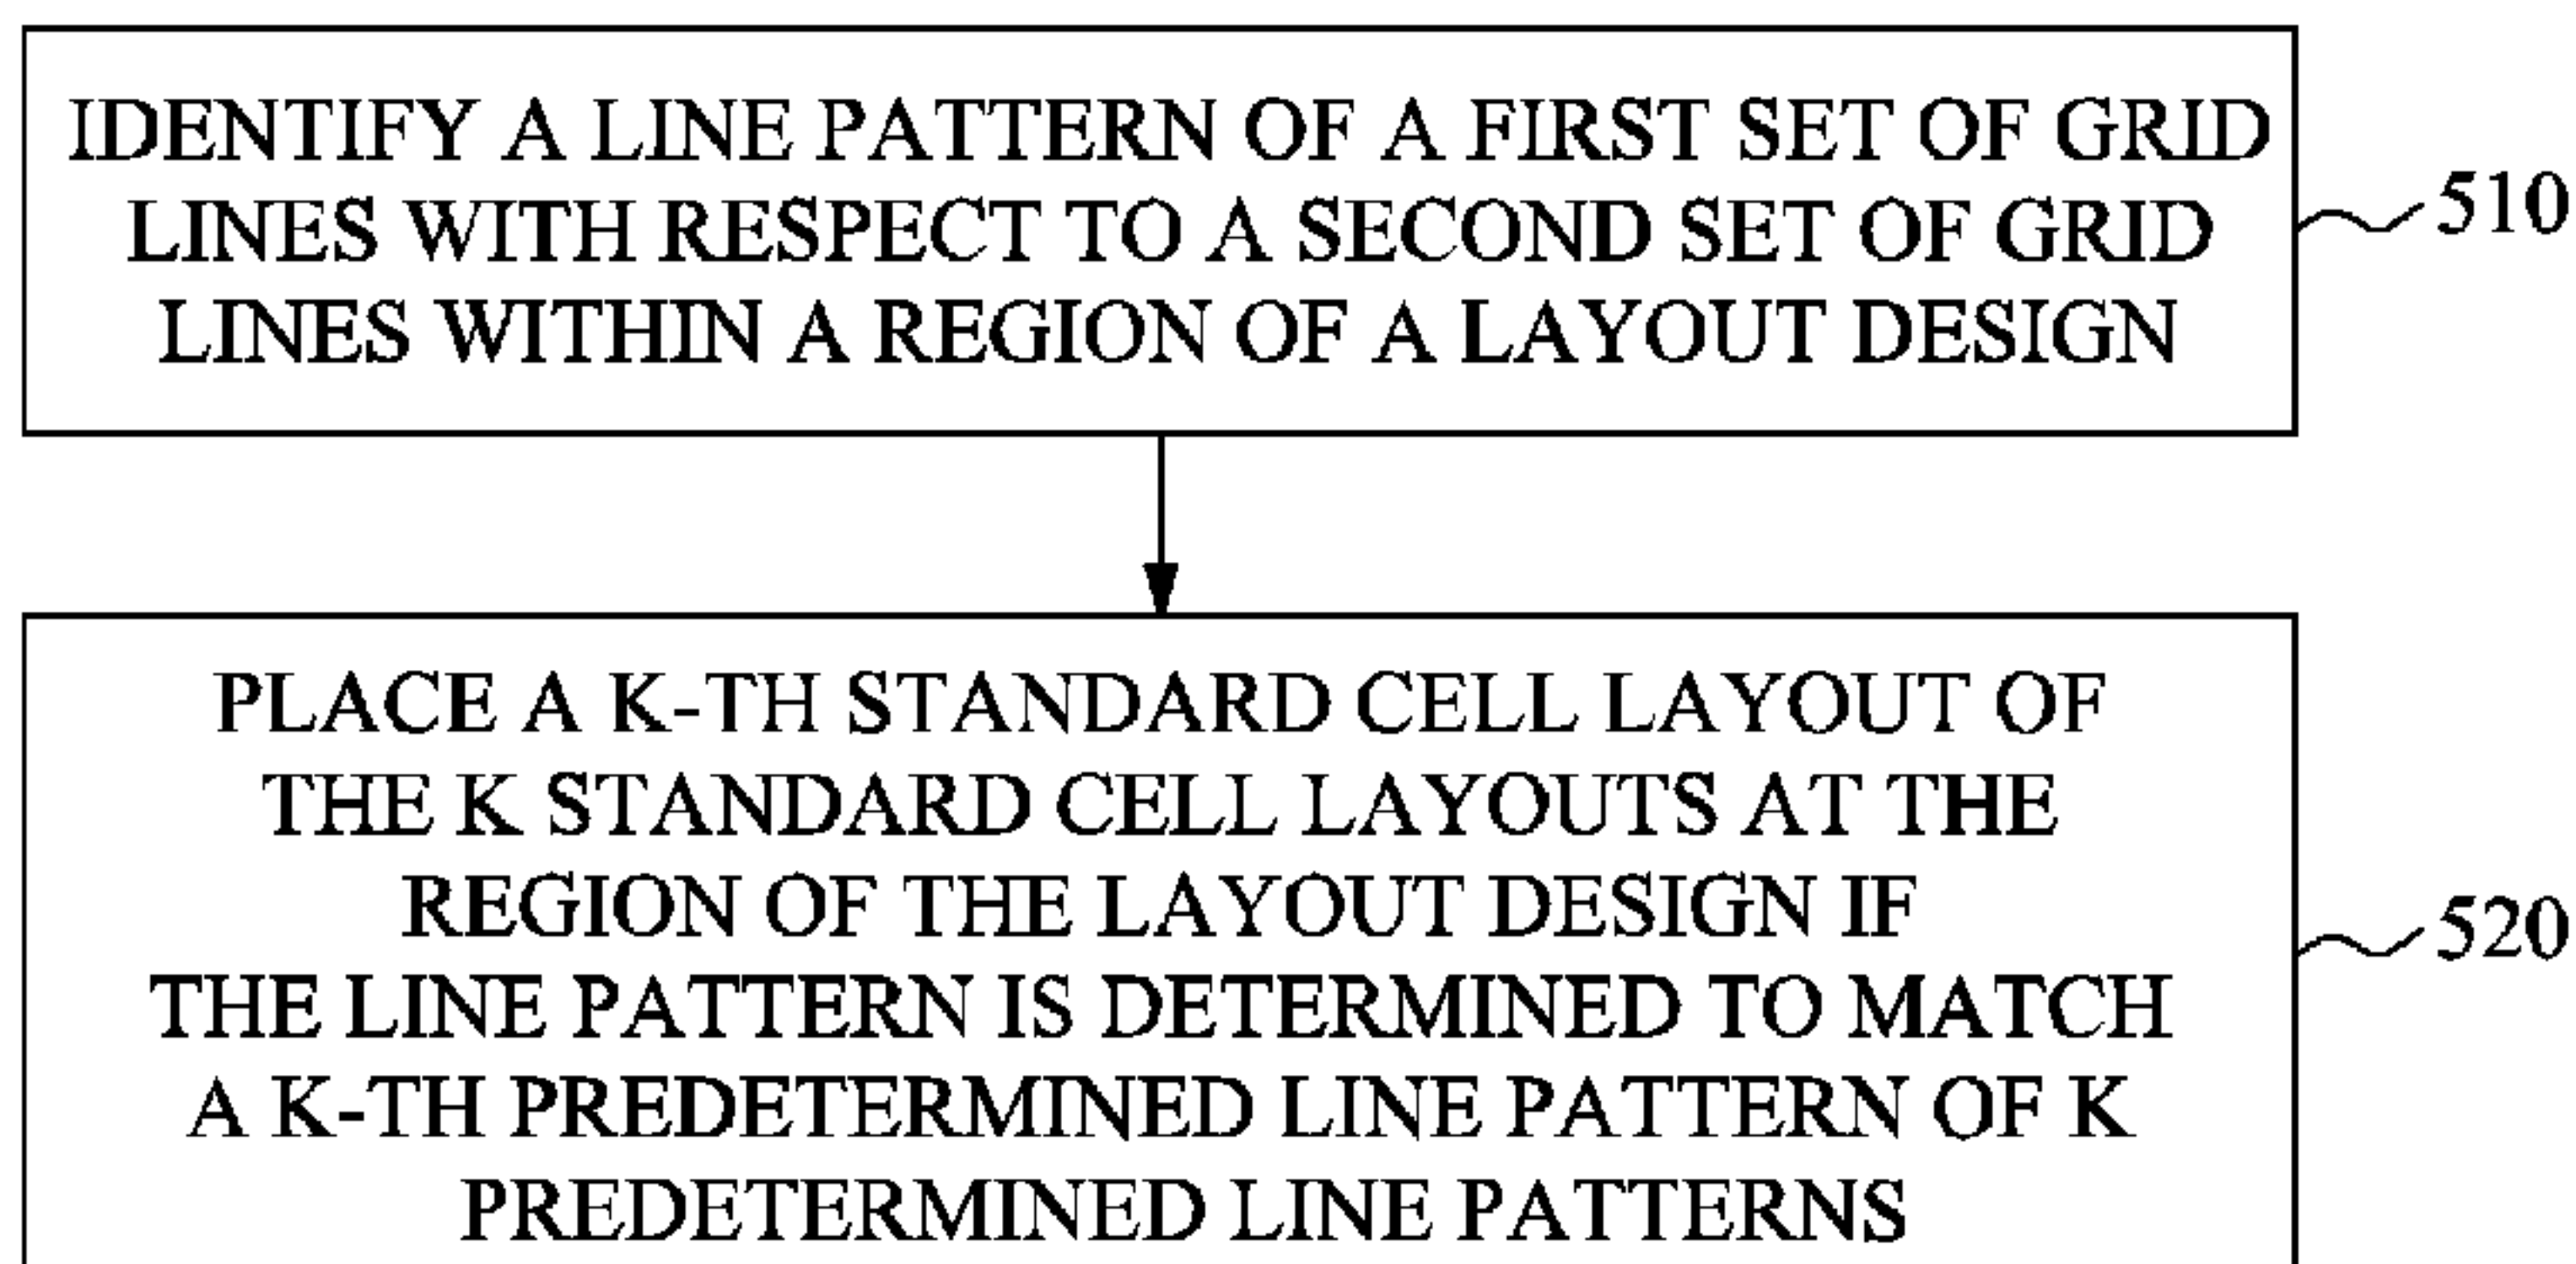 IDENTIFY A LINE PATTERN OF A FIRST SET OF GRID
LINES WITH RESPECT TO A SECOND SET OF GRID
LINES WITHIN A REGION OF A LAYOUT DESIGN
510
PLACE A K-TH STANDARD CELL LAYOUT OF
THE K STANDARD CELL LAYOUTS AT THE
REGION OF THE LAYOUT DESIGN IF
THE LINE PATTERN IS DETERMINED TO MATCH
A K-TH PREDETERMINED LINE PATTERN OF K
PREDETERMINED LINE PATTERNS
520